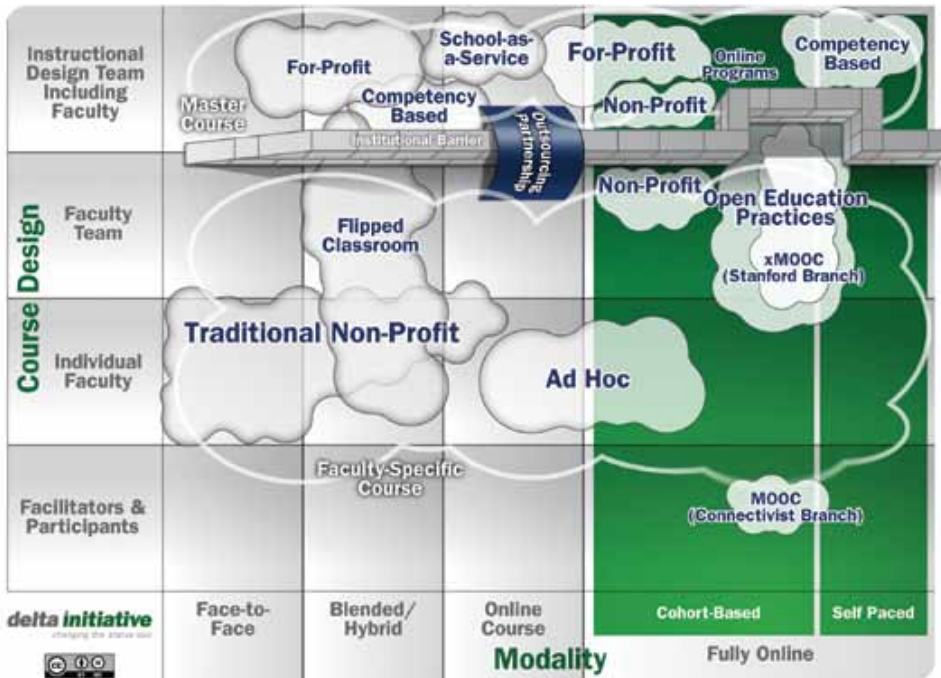 Instructional
Design Team
Including
Faculty
Master
Course
For-Profit
School-as-
a-Service
For-Profit
Online
Programs
Competency
Based
Competency
Based
Non-Profit
Institutional Barrier
Outsourcing
Partnership
Course Design
Faculty
Team
Flipped
Classroom
Non-Profit
Open Education
Practices
xMOOC
(Stanford Branch)
Individual
Faculty
Traditional Non-Profit
Ad Hoc
Faculty-Specific
Course
Facilitators &
Participants
MOOC
(Connectivist Branch)
delta initiative
changing the status quo
Face-to-
Face
Blended/
Hybrid
Online
Course
Cohort-Based
Self Paced
Modality
Fully Online
cc